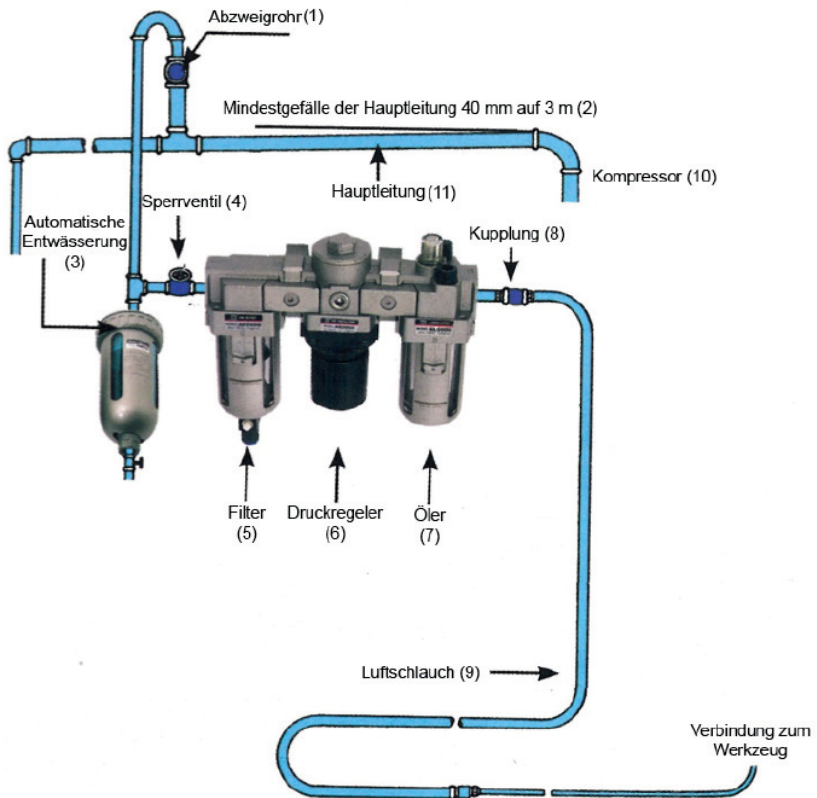 Abzweigrohr (1)
Mindestgefälle der Hauptleitung 40 mm auf 3 m (2)
Hauptleitung (11)
Kompressor (10)
Sperrventil (4)
Automatische
Entwässerung
(3)
Kupplung (8)
Filter
(5)
Druckregeler
(6)
Öler
(7)
Luftschlauch (9)
Verbindung zum
Werkzeug